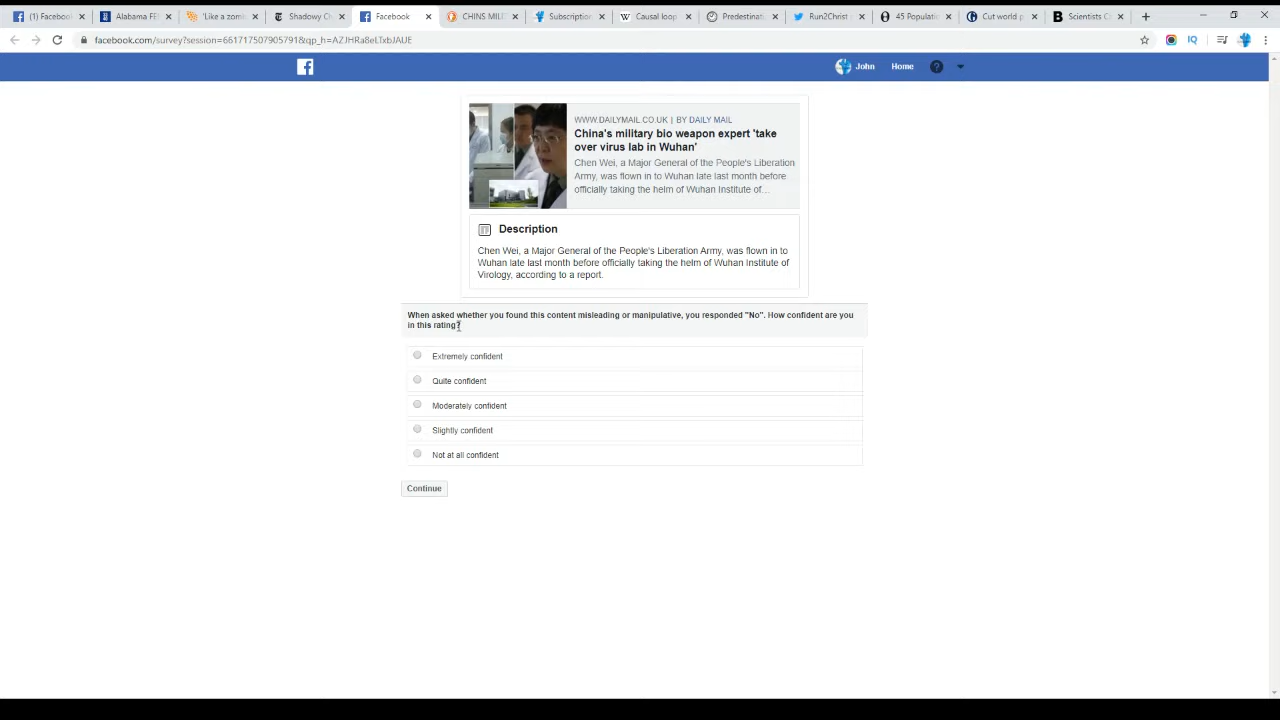 (1) Facebook
Alabama FE
'Like a zom
Shadowy Ch
Facebook
CHINS MILI
Subscription
Causal loop
Predestinati
Run2Christ
45 Populatio
Cut world p
Scientists C
facebook.com/survey?session=661717507905791&qp_h=AZJHRa8eLTxbJAUE
IQ
John Home
WWW.DAILYMAIL.CO.UK | BY DAILY MAIL
China's military bio weapon expert 'take
over virus lab in Wuhan'
Chen Wei, a Major General of the People's Liberation
Army, was flown in to Wuhan late last month before
officially taking the helm of Wuhan Institute of...
Description
Chen Wei, a Major General of the People's Liberation Army, was flown in to
Wuhan late last month before officially taking the helm of Wuhan Institute of
Virology, according to a report.
When asked whether you found this content misleading or manipulative, you responded "No". How confident are you
in this rating?
Extremely confident
Quite confident
Moderately confident
Slightly confident
Not at all confident
Continue